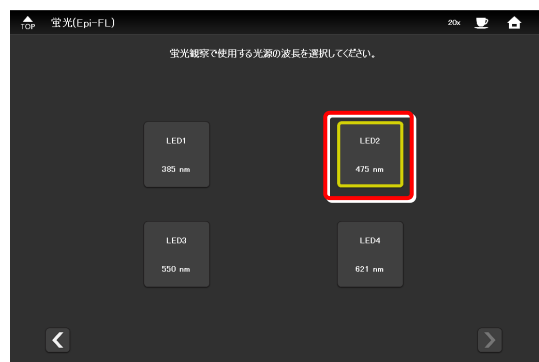 TOP 蛍光(Epi-FL) 20x
蛍光観察で使用する光源の波長を選択してください。
LED1
385 nm
LED2
475 nm
LED3
550 nm
LED4
621 nm